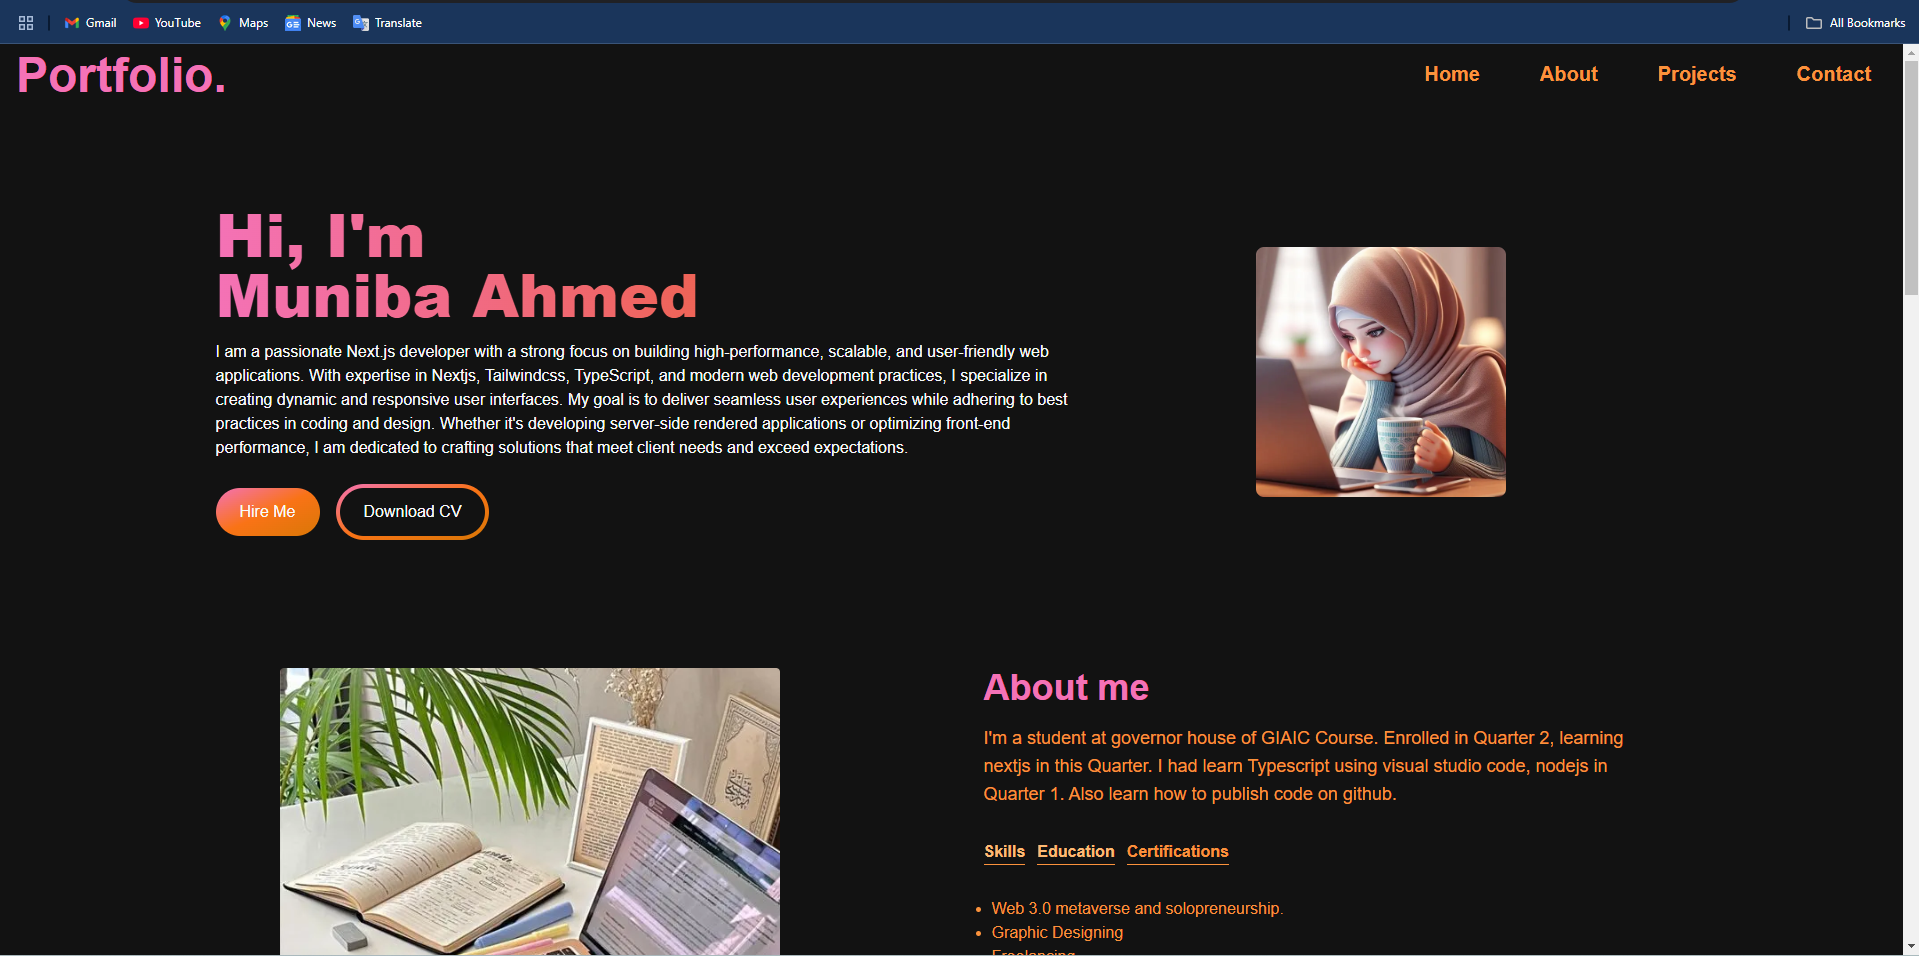 Gmail YouTube Maps News Translate All Bookmarks
Portfolio. Home About Projects Contact
Hi, I'm
Muniba Ahmed
I am a passionate Next.js developer with a strong focus on building high-performance, scalable, and user-friendly web
applications. With expertise in Nextjs, Tailwindcss, TypeScript, and modern web development practices, I specialize in
creating dynamic and responsive user interfaces. My goal is to deliver seamless user experiences while adhering to best
practices in coding and design. Whether it's developing server-side rendered applications or optimizing front-end
performance, I am dedicated to crafting solutions that meet client needs and exceed expectations.
Hire Me Download CV
About me
I'm a student at governor house of GIAIC Course. Enrolled in Quarter 2, learning
nextjs in this Quarter. I had learn Typescript using visual studio code, nodejs in
Quarter 1. Also learn how to publish code on github.
Skills Education Certifications
Web 3.0 metaverse and solopreneurship.
Graphic Designing
Freelancing